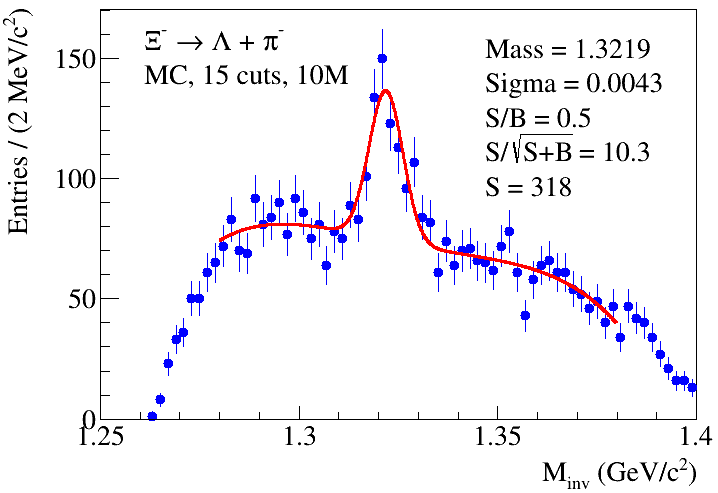 Ξ⁻ → Λ + π⁻
MC, 15 cuts, 10M
Mass = 1.3219
Sigma = 0.0043
S/B = 0.5
S/√S+B = 10.3
S = 318
Entries / (2 MeV/c²)
150
100
50
0
1.25 1.3 1.35 1.4
M_inv (GeV/c²)